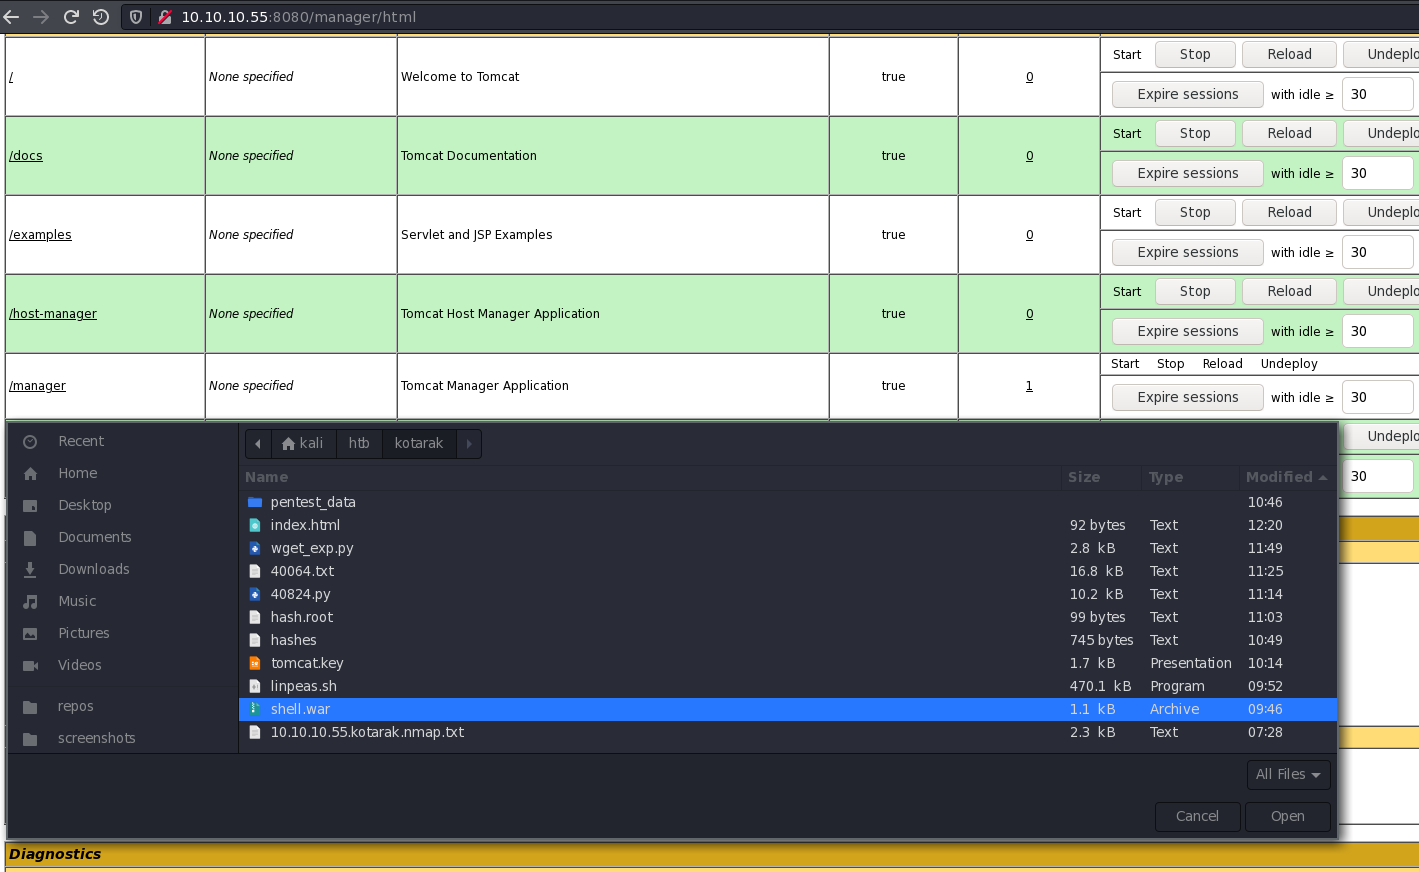 10.10.10.55:8080/manager/html
/ None specified Welcome to Tomcat true 0 Start Stop Reload Undeplo
Expire sessions with idle ≥ 30
/docs None specified Tomcat Documentation true 0 Start Stop Reload Undeplo
Expire sessions with idle ≥ 30
/examples None specified Servlet and JSP Examples true 0 Start Stop Reload Undeplo
Expire sessions with idle ≥ 30
/host-manager None specified Tomcat Host Manager Application true 0 Start Stop Reload Undeplo
Expire sessions with idle ≥ 30
/manager None specified Tomcat Manager Application true 1 Start Stop Reload Undeploy
Expire sessions with idle ≥ 30
Undeplo
30
Recent
Home
Desktop
Documents
Downloads
Music
Pictures
Videos
repos
screenshots
kali htb kotarak
Name Size Type Modified
pentest_data 10:46
index.html 92 bytes Text 12:20
wget_exp.py 2.8 kB Text 11:49
40064.txt 16.8 kB Text 11:25
40824.py 10.2 kB Text 11:14
hash.root 99 bytes Text 11:03
hashes 745 bytes Text 10:49
tomcat.key 1.7 kB Presentation 10:14
linpeas.sh 470.1 kB Program 09:52
shell.war 1.1 kB Archive 09:46
10.10.10.55.kotarak.nmap.txt 2.3 kB Text 07:28
All Files
Cancel Open
Diagnostics